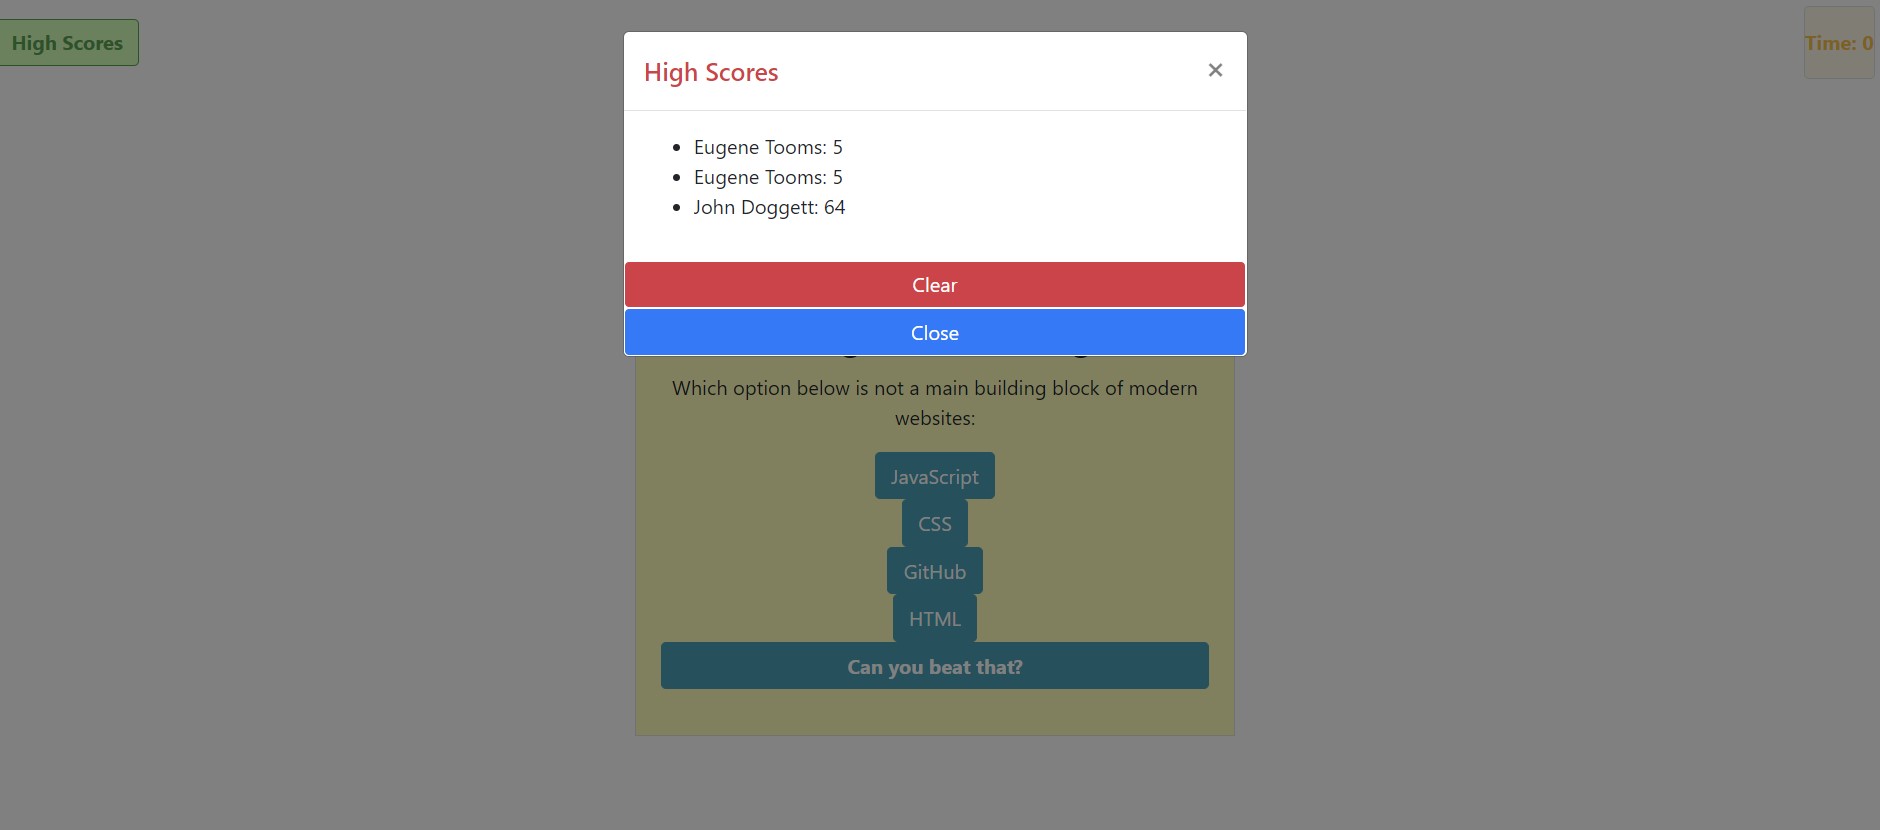 High Scores
Time: 0
High Scores
×
Eugene Tooms: 5
Eugene Tooms: 5
John Doggett: 64
Clear
Close
Which option below is not a main building block of modern
websites:
JavaScript
CSS
GitHub
HTML
Can you beat that?